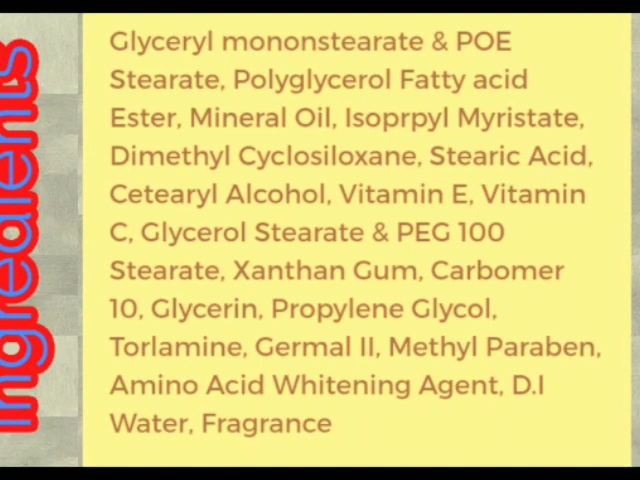 Ingredients
Glyceryl mononstearate & POE
Stearate, Polyglycerol Fatty acid
Ester, Mineral Oil, Isoprpyl Myristate,
Dimethyl Cyclosiloxane, Stearic Acid,
Cetearyl Alcohol, Vitamin E, Vitamin
C, Glycerol Stearate & PEG 100
Stearate, Xanthan Gum, Carbomer
10, Glycerin, Propylene Glycol,
Torlamine, Germal II, Methyl Paraben,
Amino Acid Whitening Agent, D.I
Water, Fragrance